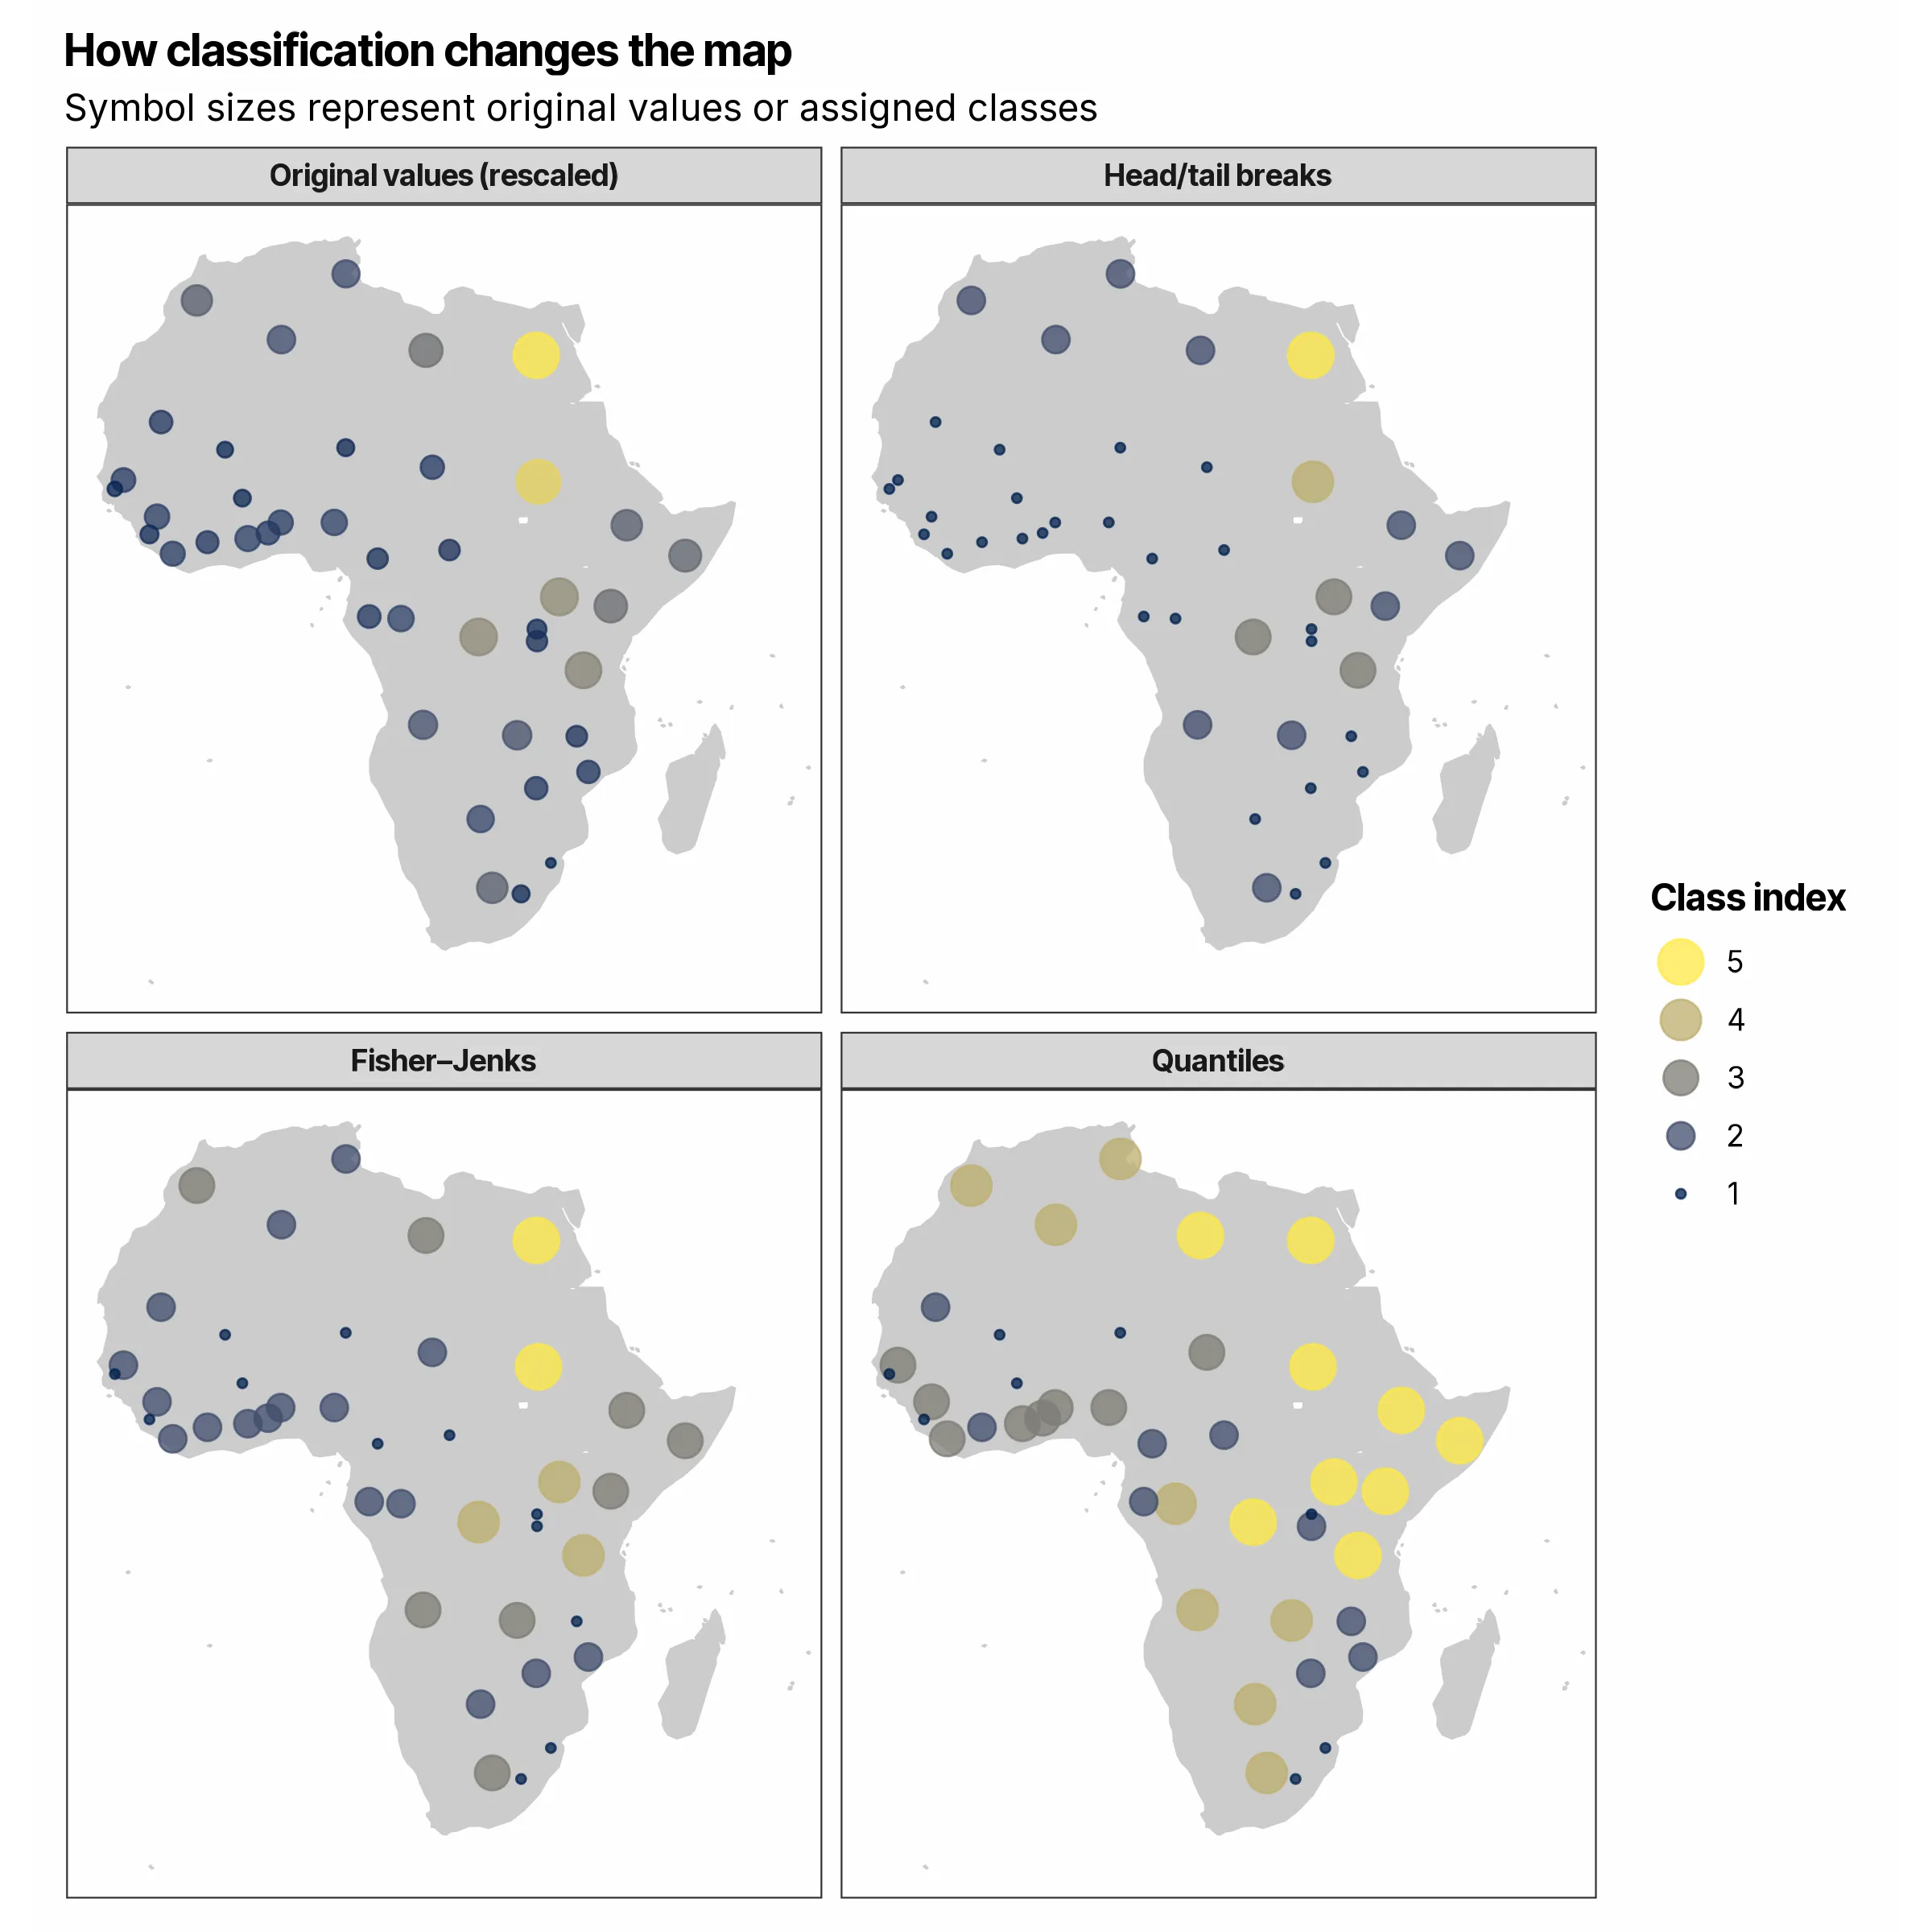 How classification changes the map
Symbol sizes represent original values or assigned classes
Original values (rescaled)
Head/tail breaks
Fisher–Jenks
Quantiles
Class index
5
4
3
2
1